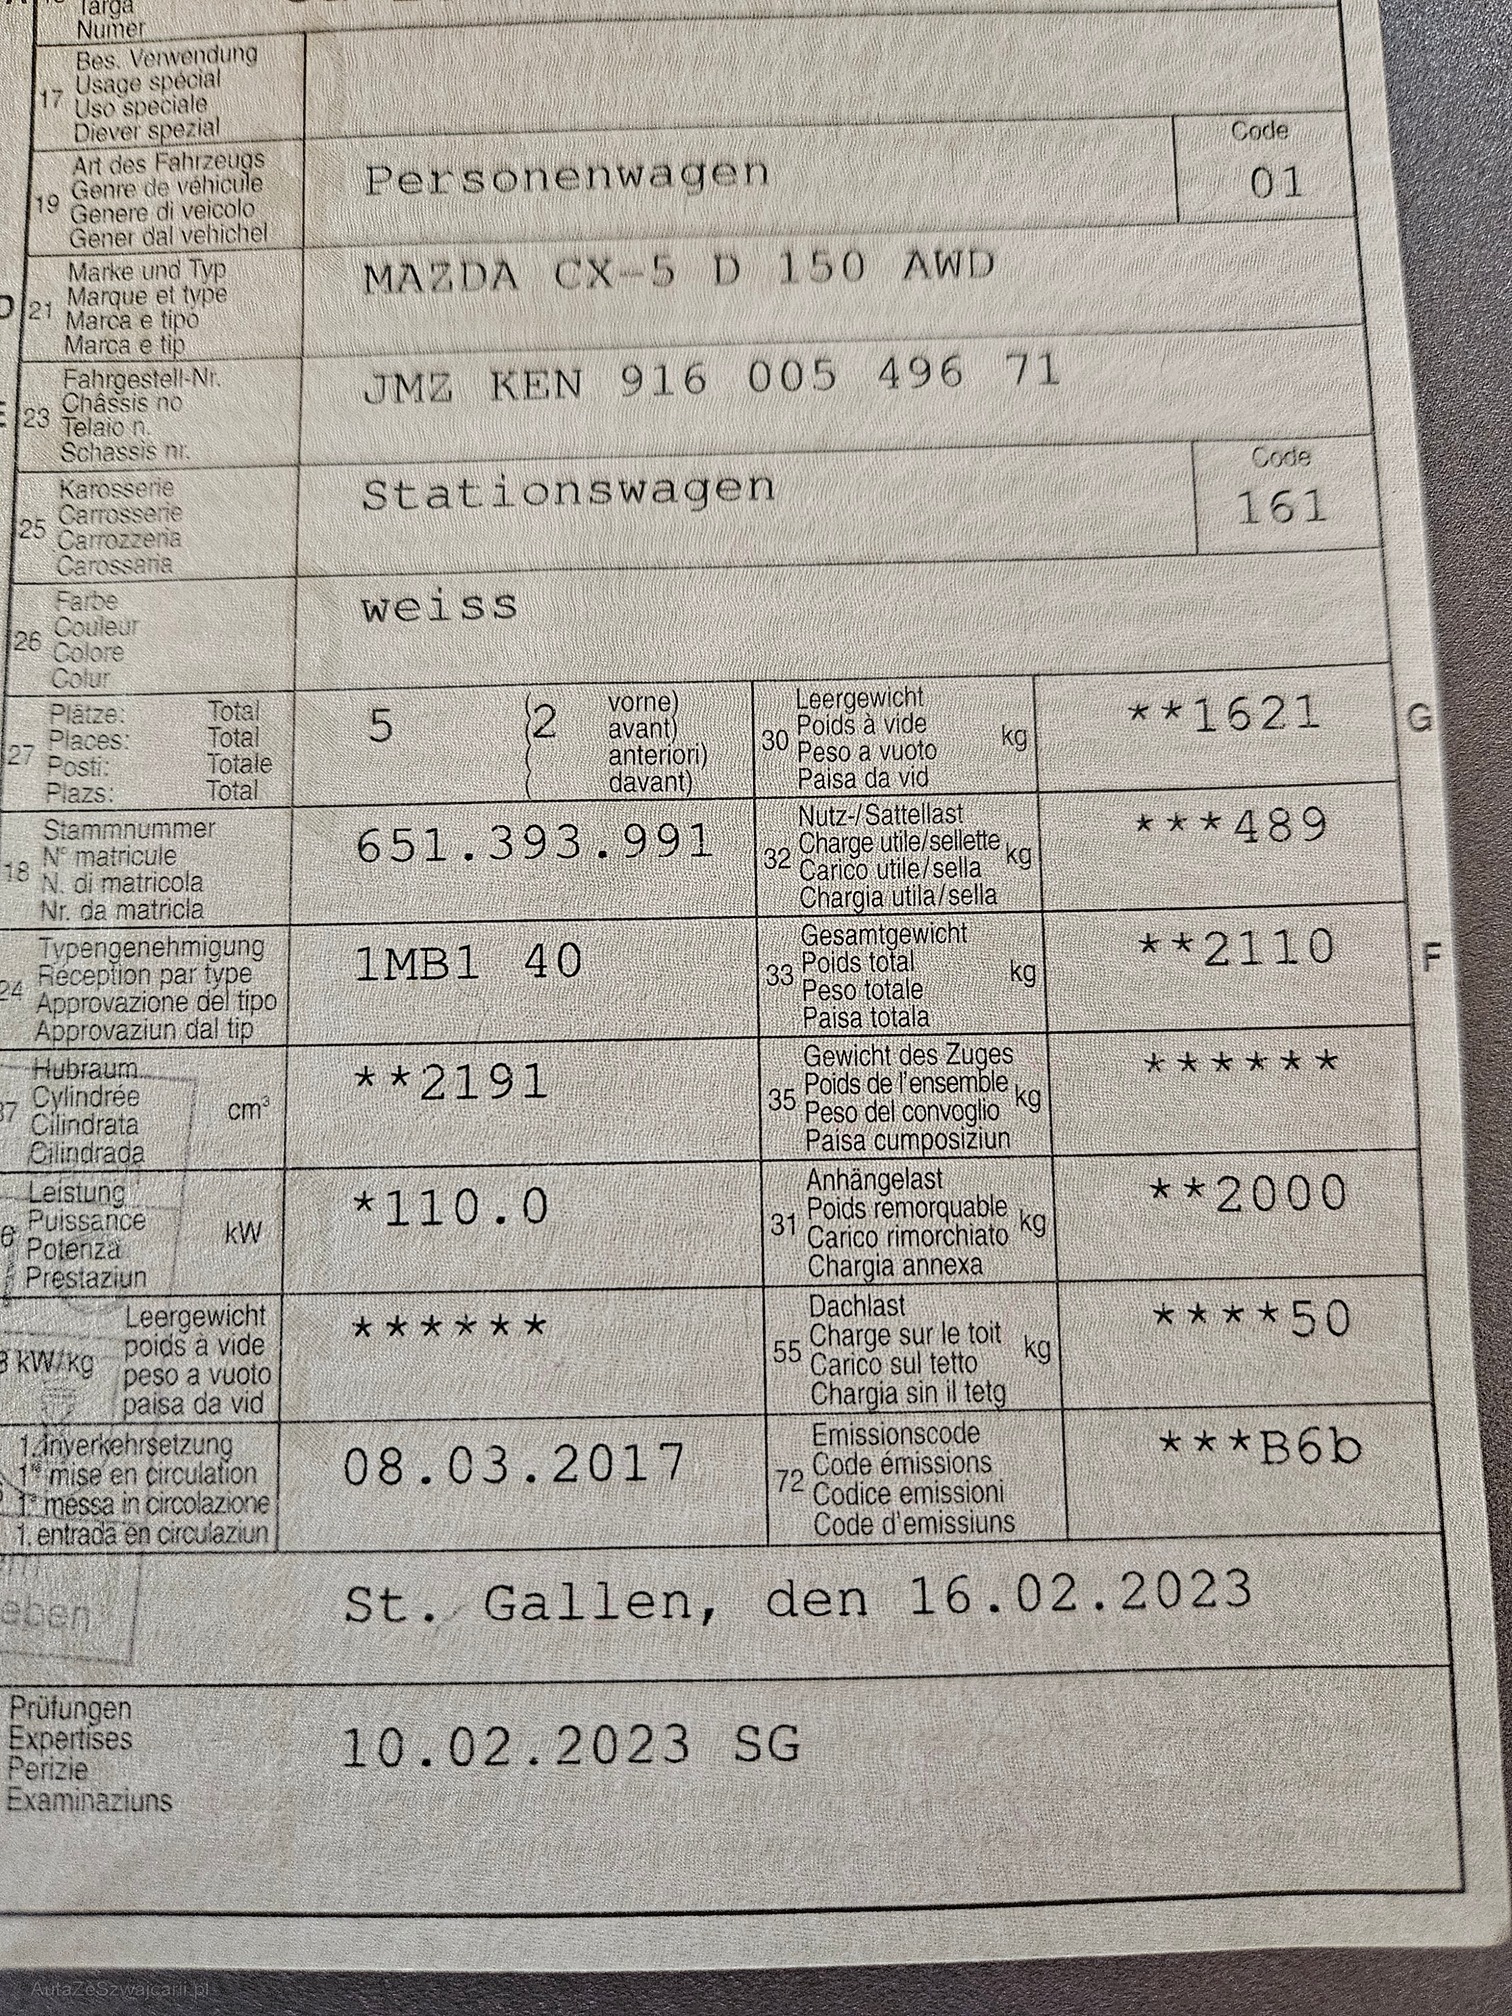 Targa
Numer
17 Bes. Verwendung
Usage spécial
Uso speciale
Diever spezial
19 Art des Fahrzeugs
Genre de véhicule
Genere di veicolo
Gener dal vehichel
Personenwagen
Code
01
D 21 Marke und Typ
Marque et type
Marca e tipo
Marca e tip
MAZDA CX-5 D 150 AWD
E 23 Fahrgestell-Nr.
Châssis no
Telaio n.
Schassis nr.
JMZ KEN 916 005 496 71
25 Karosserie
Carrosserie
Carrozzeria
Carossaria
Stationswagen
Code
161
26 Farbe
Couleur
Colore
Colur
weiss
27 Plätze: Total
Places: Total
Posti: Totale
Plazs: Total
5 (2 vorne)
( avant)
( anteriori)
( davant)
30 Leergewicht
Poids à vide
Peso a vuoto
Paisa da vid
kg
**1621
G
18 Stammnummer
N° matricule
N. di matricola
Nr. da matricla
651.393.991
32 Nutz-/Sattellast
Charge utile/sellette
Carico utile/sella
Chargia utila/sella
kg
***489
24 Typengenehmigung
Réception par type
Approvazione del tipo
Approvaziun dal tip
1MB1 40
33 Gesamtgewicht
Poids total
Peso totale
Paisa totala
kg
**2110
F
37 Hubraum
Cylindrée
Cilindrata
Cilindrada
cm³
**2191
35 Gewicht des Zuges
Poids de l'ensemble
Peso del convoglio
Paisa cumposiziun
kg
******
6 Leistung
Puissance
Potenza
Prestaziun
kW
*110.0
31 Anhängelast
Poids remorquable
Carico rimorchiato
Chargia annexa
kg
**2000
kW/kg
Leergewicht
poids à vide
peso a vuoto
paisa da vid
******
55 Dachlast
Charge sur le toit
Carico sul tetto
Chargia sin il tetg
kg
****50
1. Inverkehrsetzung
1re mise en circulation
1a messa in circolazione
1. entrada en circulaziun
08.03.2017
72 Emissionscode
Code émissions
Codice emissioni
Code d'emissiuns
***B6b
eben
St. Gallen, den 16.02.2023
Prüfungen
Expertises
Perizie
Examinaziuns
10.02.2023 SG
AutaZeSzwajcarii.pl